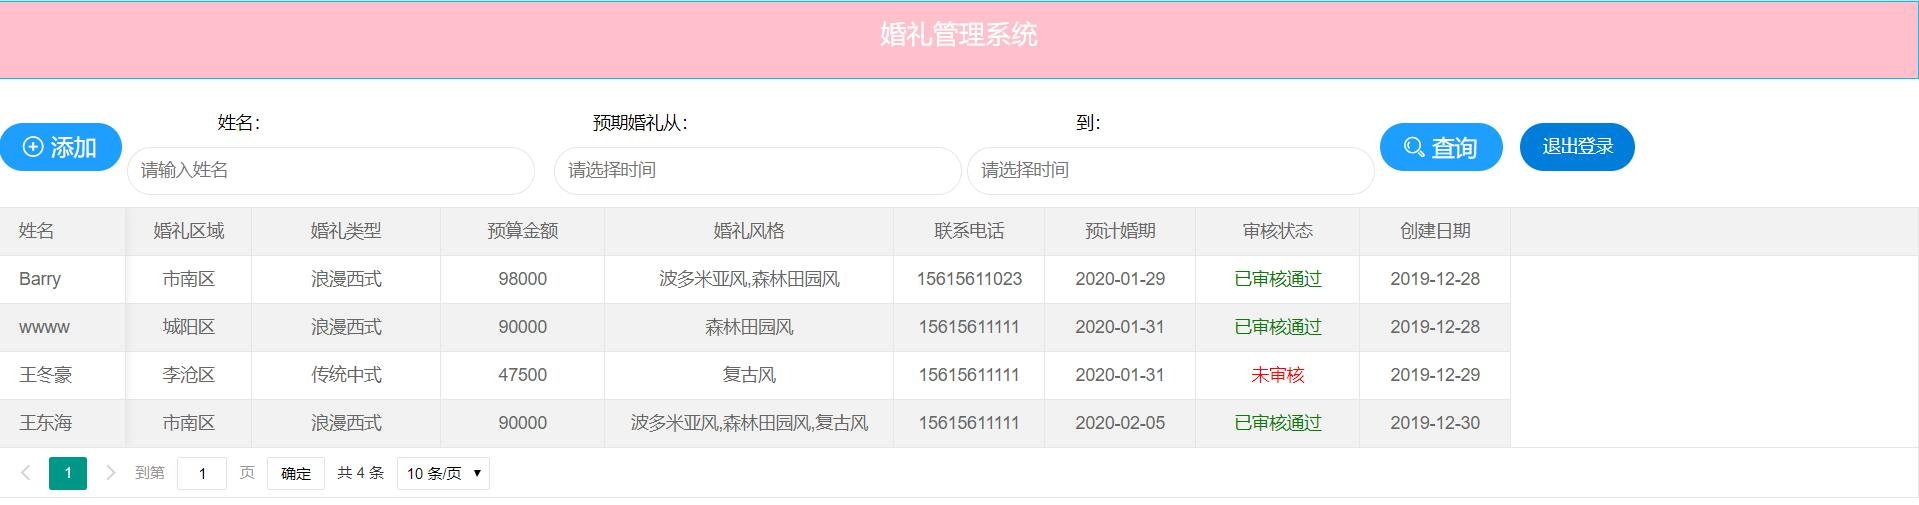 婚礼管理系统
姓名： 预期婚礼从： 到：
添加 请输入姓名 请选择时间 请选择时间 查询 退出登录
姓名 婚礼区域 婚礼类型 预算金额 婚礼风格 联系电话 预计婚期 审核状态 创建日期
Barry 市南区 浪漫西式 98000 波多米亚风,森林田园风 15615611023 2020-01-29 已审核通过 2019-12-28
wwww 城阳区 浪漫西式 90000 森林田园风 15615611111 2020-01-31 已审核通过 2019-12-28
王冬豪 李沧区 传统中式 47500 复古风 15615611111 2020-01-31 未审核 2019-12-29
王东海 市南区 浪漫西式 90000 波多米亚风,森林田园风,复古风 15615611111 2020-02-05 已审核通过 2019-12-30
1 到第 1 页 确定 共 4 条 10 条/页